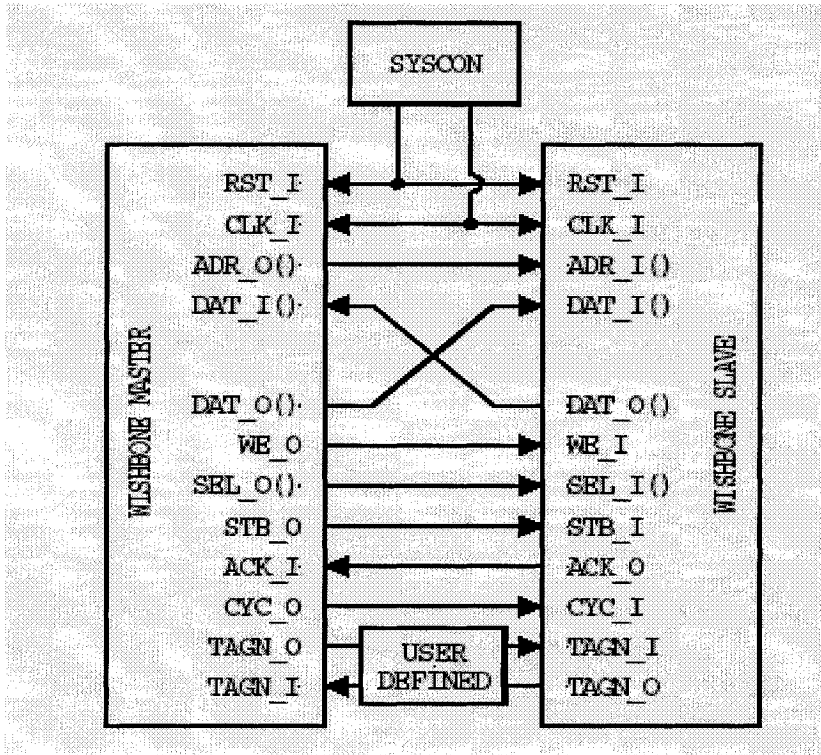 SYSCON
WISHBONE MASTER
RST_I
CLK_I
ADR_O()
DAT_I()
DAT_O()
WE_O
SEL_O()
STB_O
ACK_I
CYC_O
TAGN_O
TAGN_I
USER
DEFINED
RST_I
CLK_I
ADR_I()
DAT_I()
DAT_O()
WE_I
SEL_I()
STB_I
ACK_O
CYC_I
TAGN_I
TAGN_O
WISHBONE SLAVE